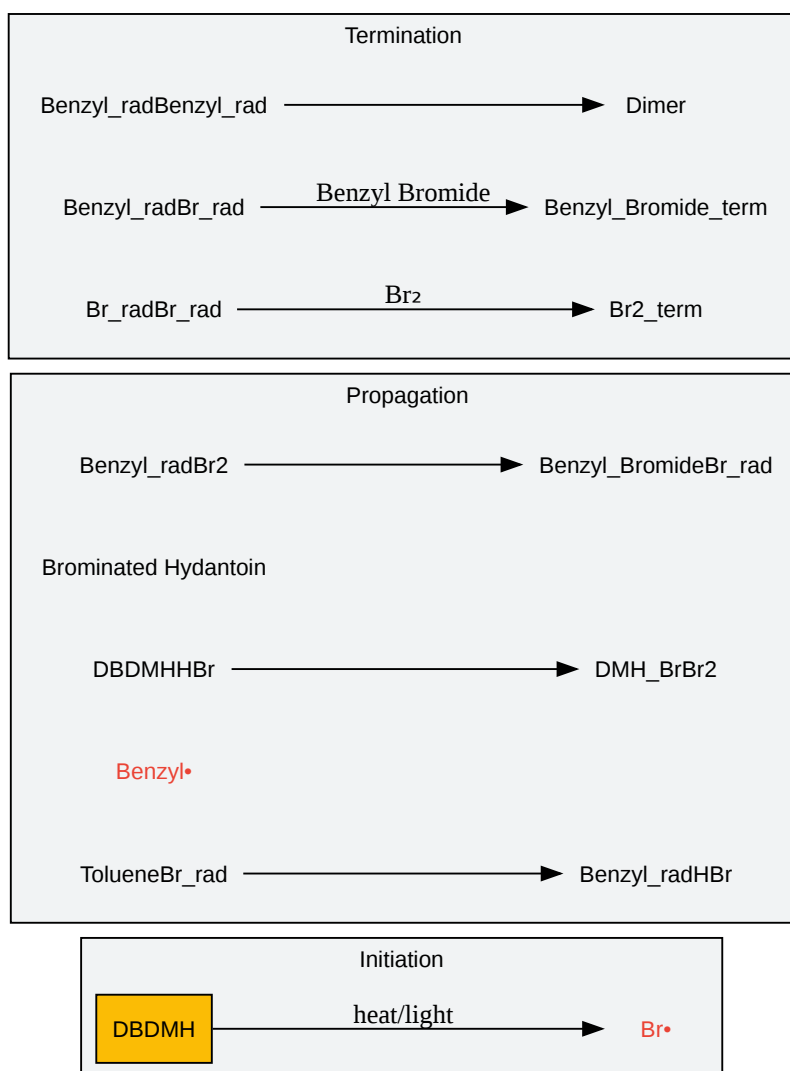 Termination
Benzyl_radBenzyl_rad
Dimer
Benzyl_radBr_rad
Benzyl Bromide
Benzyl_Bromide_term
Br_radBr_rad
Br₂
Br2_term
Propagation
Benzyl_radBr2
Benzyl_BromideBr_rad
Brominated Hydantoin
DBDMHHBr
DMH_BrBr2
Benzyl•
TolueneBr_rad
Benzyl_radHBr
Initiation
DBDMH
heat/light
Br•